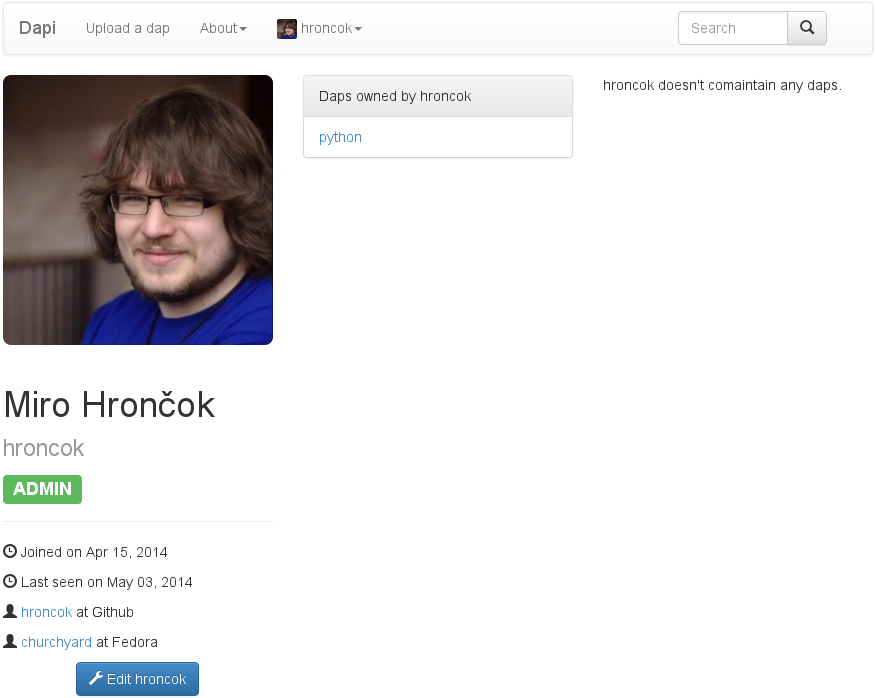 Dapi Upload a dap About hroncok Search
Daps owned by hroncok
python
hroncok doesn't comaintain any daps.
Miro Hrončok
hroncok
ADMIN
Joined on Apr 15, 2014
Last seen on May 03, 2014
hroncok at Github
churchyard at Fedora
Edit hroncok